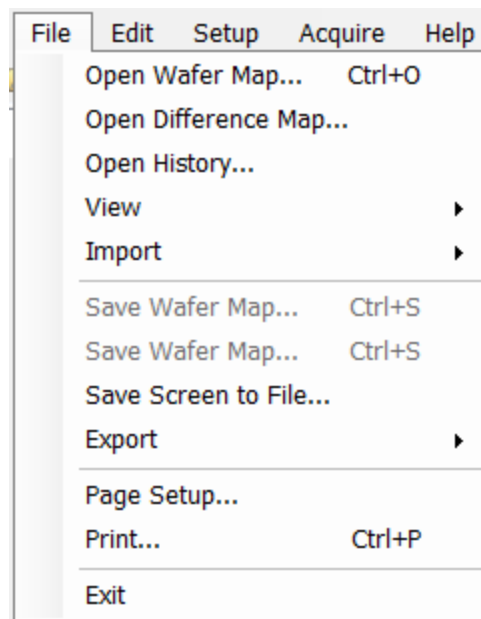 File Edit Setup Acquire Help
Open Wafer Map... Ctrl+O
Open Difference Map...
Open History...
View
Import
Save Wafer Map... Ctrl+S
Save Wafer Map... Ctrl+S
Save Screen to File...
Export
Page Setup...
Print... Ctrl+P
Exit